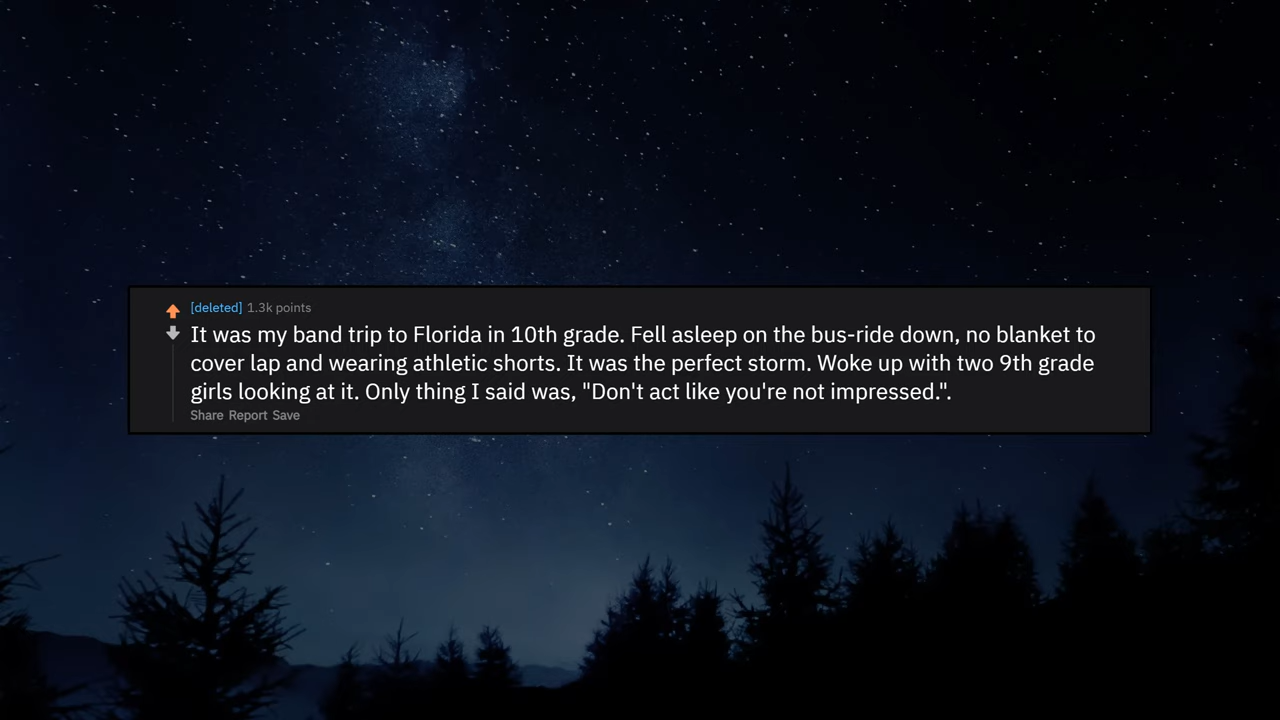 [deleted] 1.3k points
It was my band trip to Florida in 10th grade. Fell asleep on the bus-ride down, no blanket to
cover lap and wearing athletic shorts. It was the perfect storm. Woke up with two 9th grade
girls looking at it. Only thing I said was, "Don't act like you're not impressed.".
Share Report Save